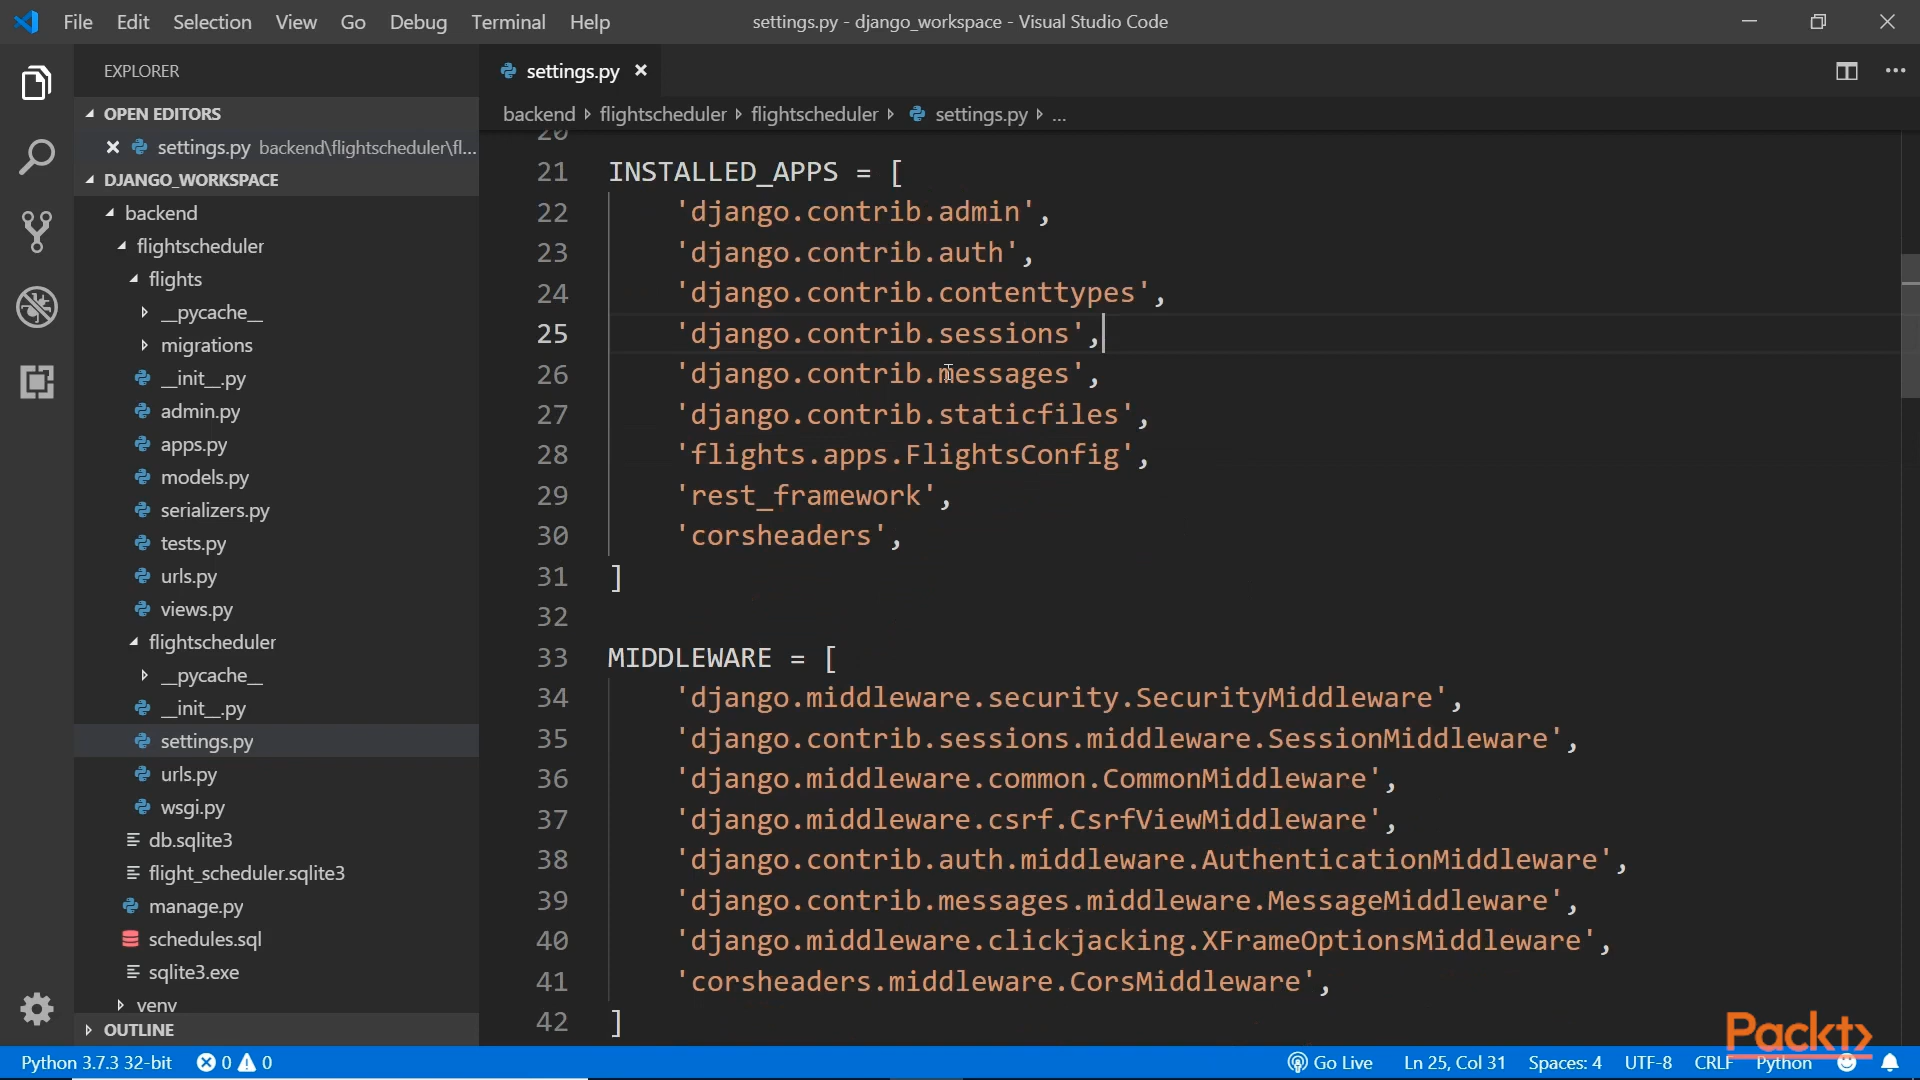 File Edit Selection View Go Debug Terminal Help
settings.py - django_workspace - Visual Studio Code
EXPLORER
OPEN EDITORS
settings.py backend\flightscheduler\fl...
DJANGO_WORKSPACE
backend
flightscheduler
flights
__pycache__
migrations
__init__.py
admin.py
apps.py
models.py
serializers.py
tests.py
urls.py
views.py
flightscheduler
__pycache__
__init__.py
settings.py
urls.py
wsgi.py
db.sqlite3
flight_scheduler.sqlite3
manage.py
schedules.sql
sqlite3.exe
venv
OUTLINE
settings.py
backend flightscheduler flightscheduler settings.py ...
20
21 INSTALLED_APPS = [
22 'django.contrib.admin',
23 'django.contrib.auth',
24 'django.contrib.contenttypes',
25 'django.contrib.sessions',
26 'django.contrib.messages',
27 'django.contrib.staticfiles',
28 'flights.apps.FlightsConfig',
29 'rest_framework',
30 'corsheaders',
31 ]
32
33 MIDDLEWARE = [
34 'django.middleware.security.SecurityMiddleware',
35 'django.contrib.sessions.middleware.SessionMiddleware',
36 'django.middleware.common.CommonMiddleware',
37 'django.middleware.csrf.CsrfViewMiddleware',
38 'django.contrib.auth.middleware.AuthenticationMiddleware',
39 'django.contrib.messages.middleware.MessageMiddleware',
40 'django.middleware.clickjacking.XFrameOptionsMiddleware',
41 'corsheaders.middleware.CorsMiddleware',
42 ]
Packt>
Python 3.7.3 32-bit 0 0 Go Live Ln 25, Col 31 Spaces: 4 UTF-8 CRLF Python